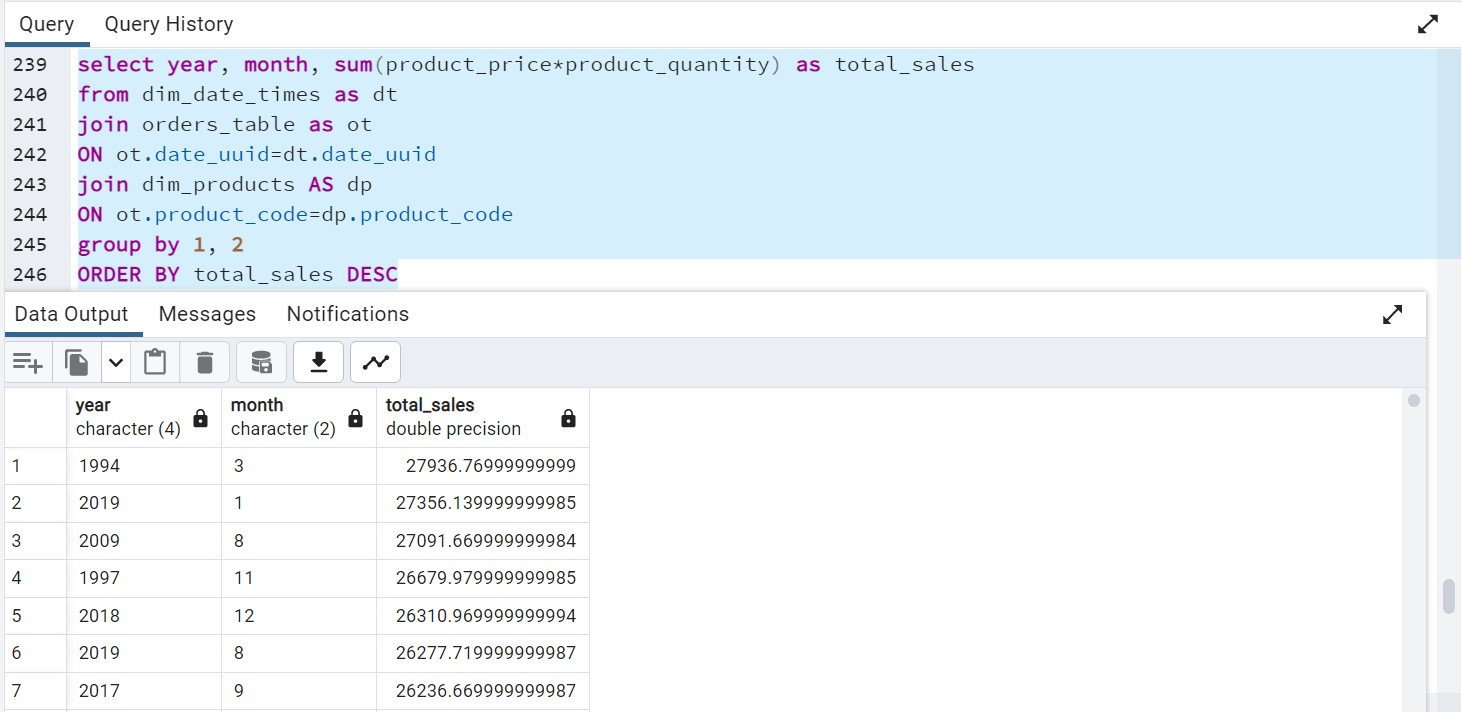 Query Query History
239 select year, month, sum(product_price*product_quantity) as total_sales
240 from dim_date_times as dt
241 join orders_table as ot
242 ON ot.date_uuid=dt.date_uuid
243 join dim_products AS dp
244 ON ot.product_code=dp.product_code
245 group by 1, 2
246 ORDER BY total_sales DESC
Data Output Messages Notifications
year month total_sales
character (4) character (2) double precision
1 1994 3 27936.76999999999
2 2019 1 27356.139999999985
3 2009 8 27091.669999999984
4 1997 11 26679.979999999985
5 2018 12 26310.969999999994
6 2019 8 26277.719999999987
7 2017 9 26236.669999999987